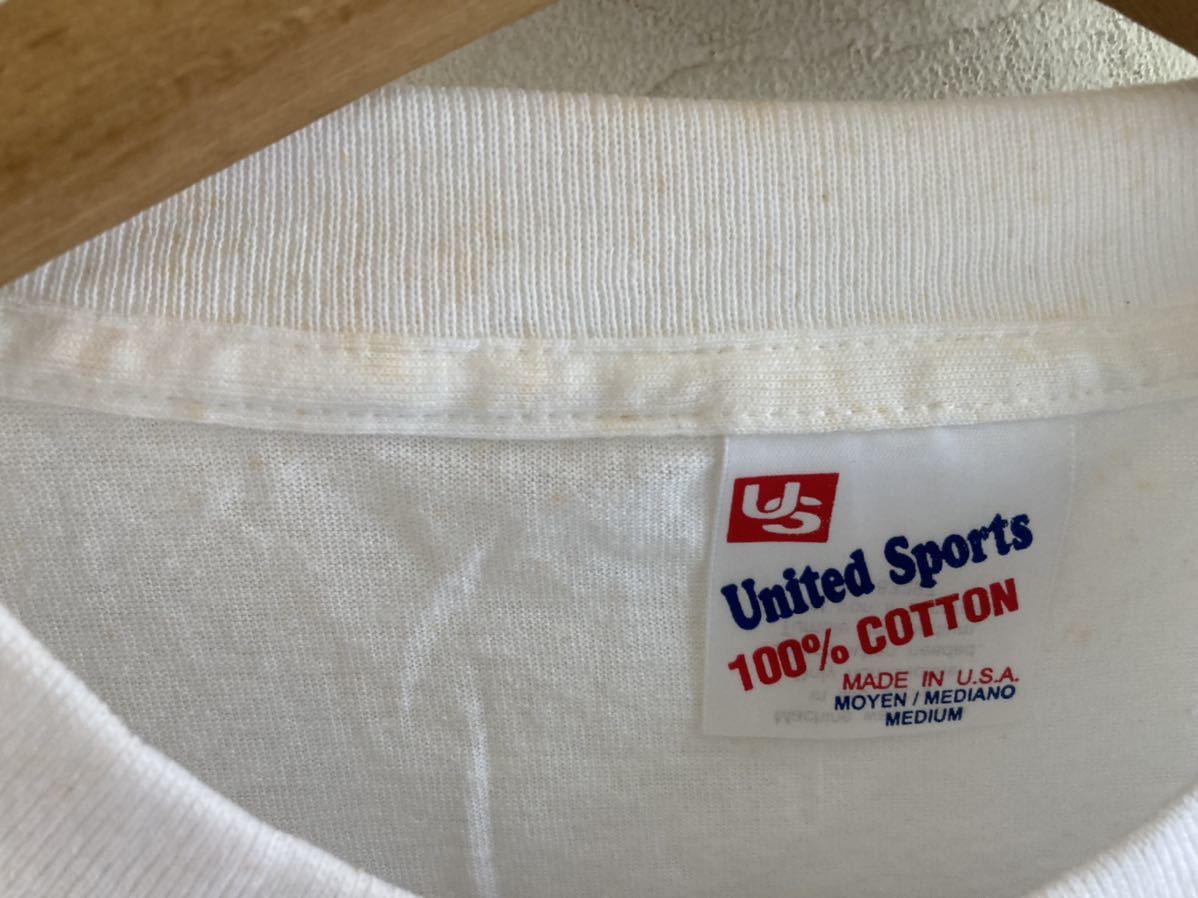 US
United Sports
100% COTTON
MADE IN U.S.A.
MOYEN / MEDIANO
MEDIUM